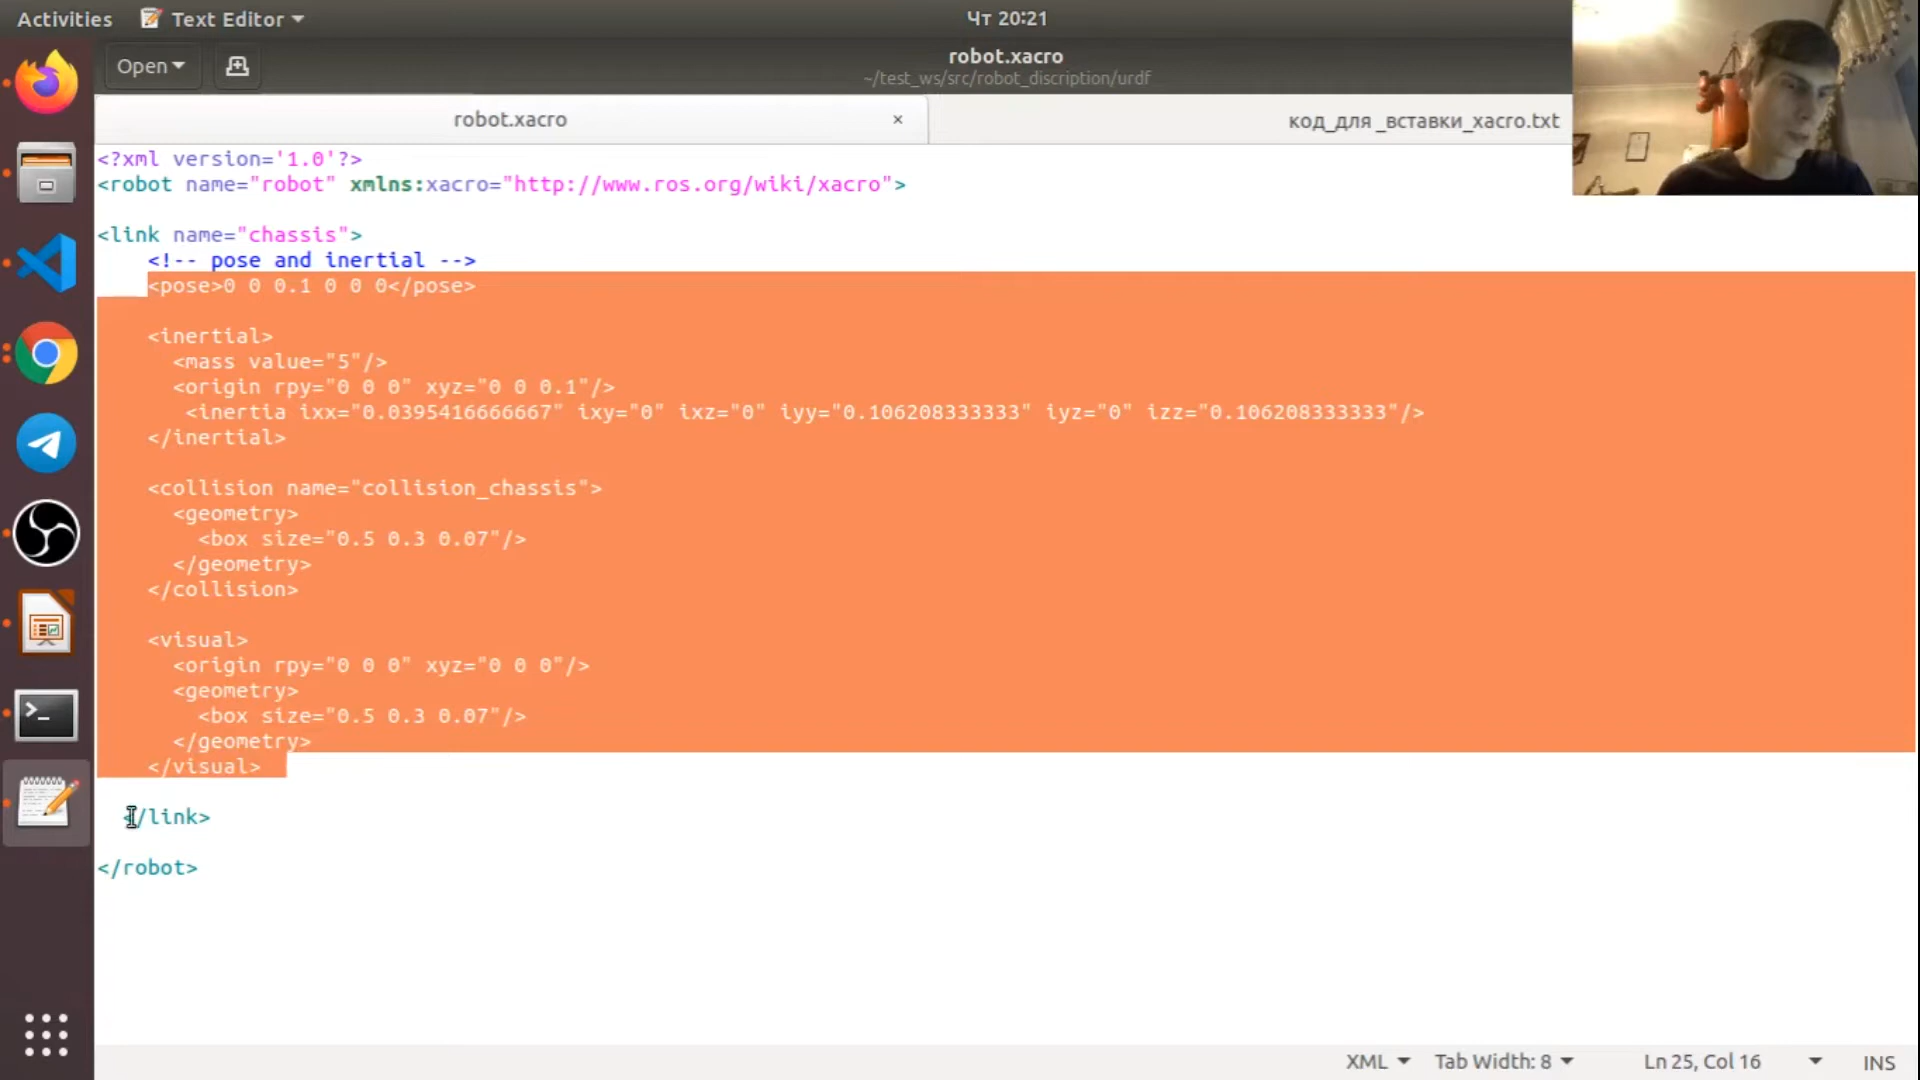 Activities
Text Editor
Чт 20:21
Open
robot.xacro
~/test_ws/src/robot_discription/urdf
robot.xacro
×
код_для _вставки_xacro.txt
<?xml version='1.0'?>
<robot name="robot" xmlns:xacro="http://www.ros.org/wiki/xacro">
<link name="chassis">
<!-- pose and inertial -->
<pose>0 0 0.1 0 0 0</pose>
<inertial>
<mass value="5"/>
<origin rpy="0 0 0" xyz="0 0 0.1"/>
<inertia ixx="0.0395416666667" ixy="0" ixz="0" iyy="0.106208333333" iyz="0" izz="0.106208333333"/>
</inertial>
<collision name="collision_chassis">
<geometry>
<box size="0.5 0.3 0.07"/>
</geometry>
</collision>
<visual>
<origin rpy="0 0 0" xyz="0 0 0"/>
<geometry>
<box size="0.5 0.3 0.07"/>
</geometry>
</visual>
</link>
</robot>
XML
Tab Width: 8
Ln 25, Col 16
INS